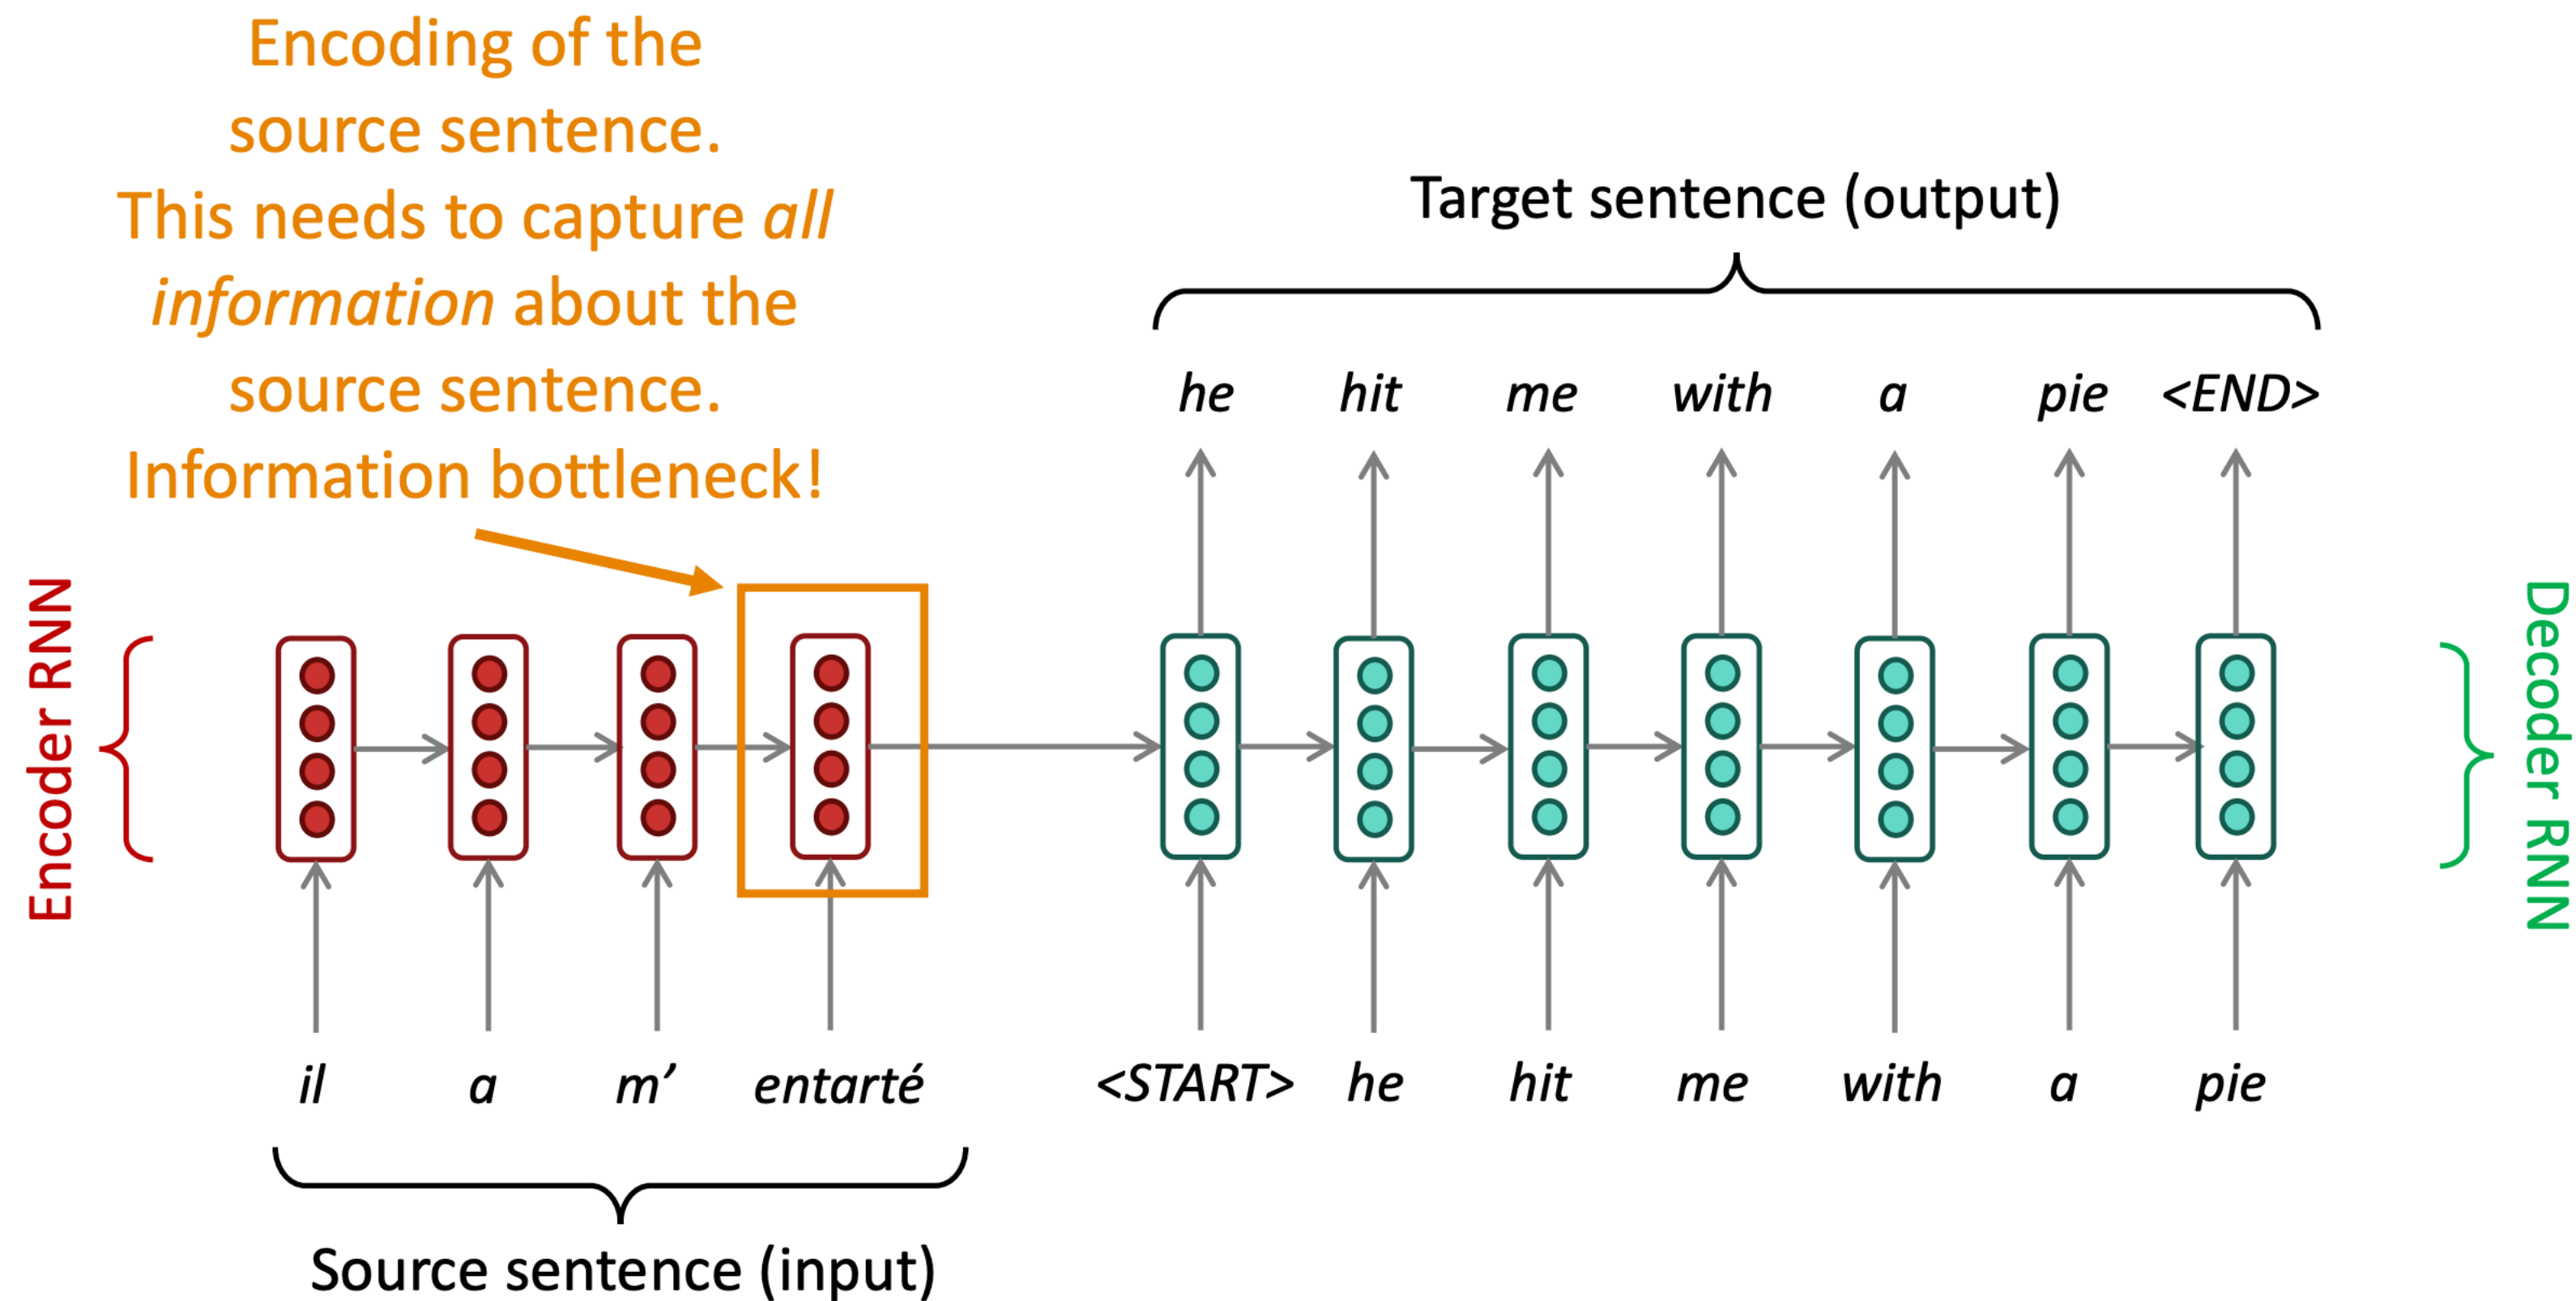 Encoding of the
source sentence.
This needs to capture all
information about the
source sentence.
Information bottleneck!
Target sentence (output)
he hit me with a pie <END>
Encoder RNN
Decoder RNN
il a m’ entarté <START> he hit me with a pie
Source sentence (input)